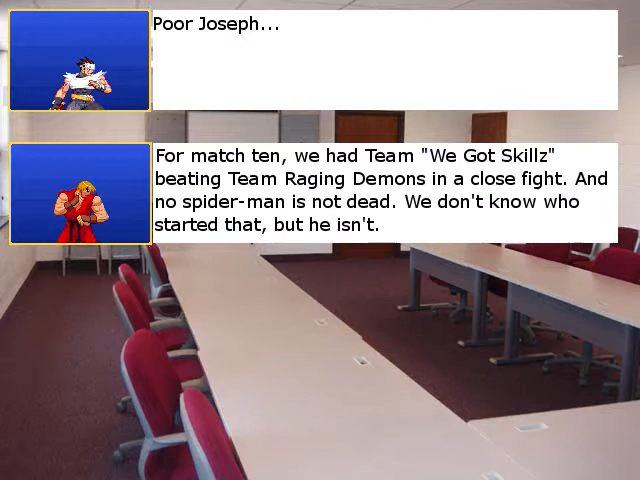 Poor Joseph...
For match ten, we had Team "We Got Skillz"
beating Team Raging Demons in a close fight. And
no spider-man is not dead. We don't know who
started that, but he isn't.